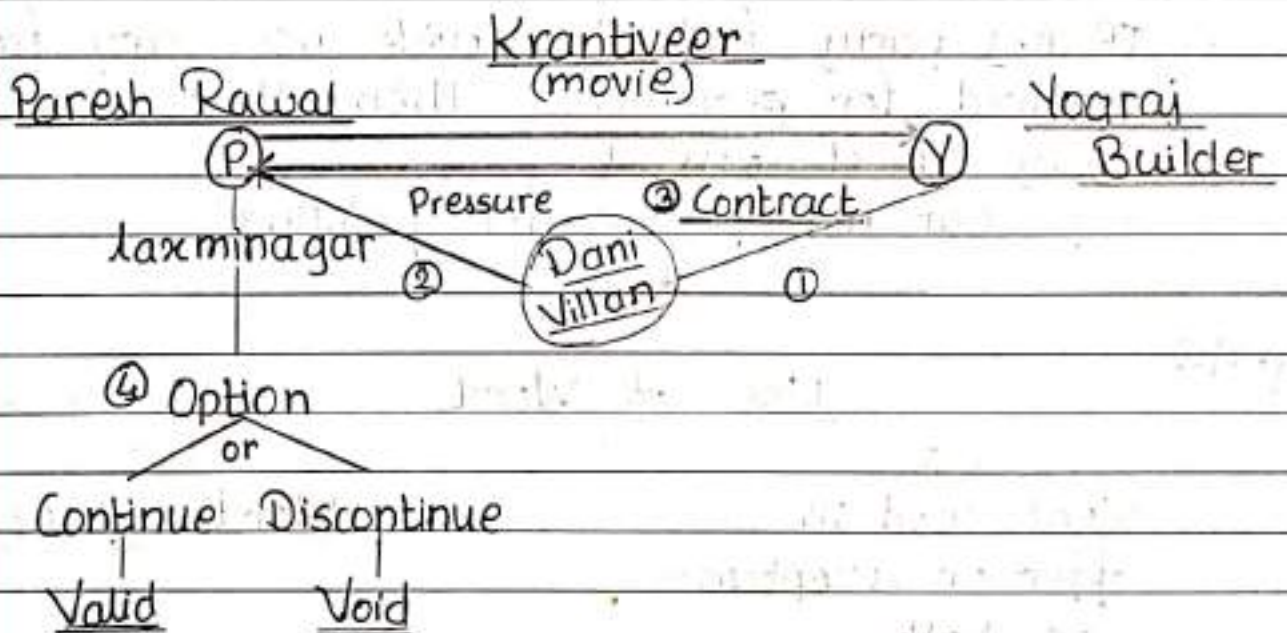 Krantiveer
(movie)
Paresh Rawal
Yograj
Builder
P
Y
Pressure
③ Contract
Laxminagar
②
Dani
Villan
①
④ Option
or
Continue Discontinue
Valid Void